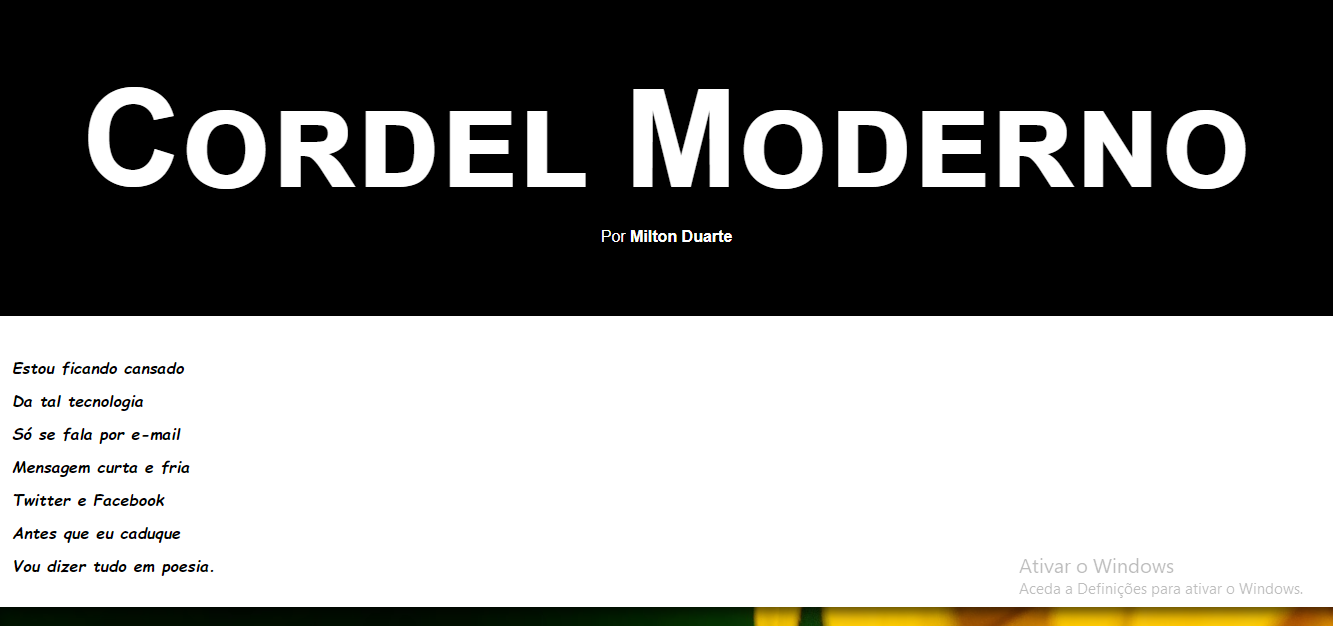 Cordel Moderno
Por Milton Duarte
Estou ficando cansado
Da tal tecnologia
Só se fala por e-mail
Mensagem curta e fria
Twitter e Facebook
Antes que eu caduque
Vou dizer tudo em poesia.
Ativar o Windows
Aceda a Definições para ativar o Windows.